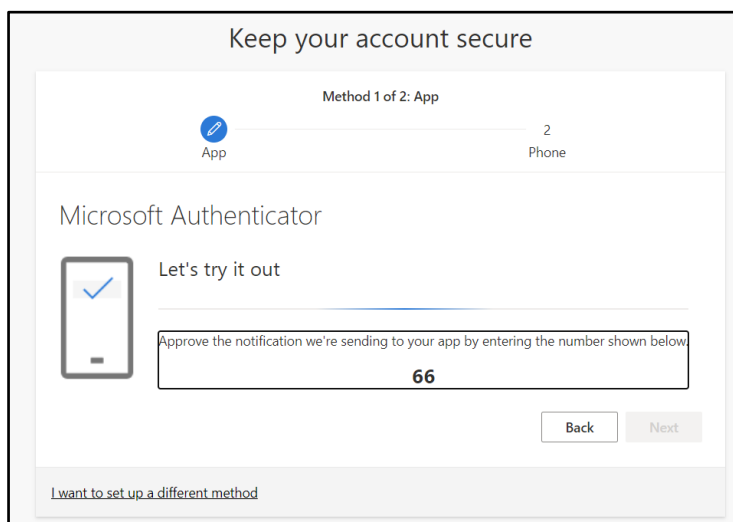 Keep your account secure
Method 1 of 2: App
2
App
Phone
Microsoft Authenticator
Let's try it out
Approve the notification we're sending to your app by entering the number shown below.
66
Back
Next
I want to set up a different method